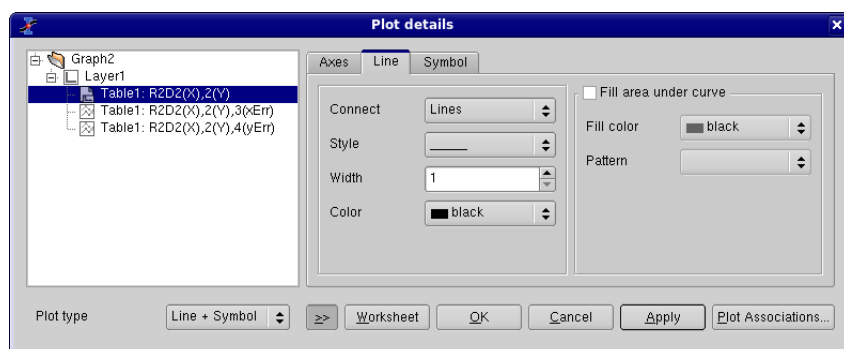 Plot details
Graph2
Layer1
Table1: R2D2(X),2(Y)
Table1: R2D2(X),2(Y),3(xErr)
Table1: R2D2(X),2(Y),4(yErr)
Axes Line Symbol
Connect Lines
Style
Width 1
Color black
Fill area under curve
Fill color black
Pattern
Plot type Line + Symbol >> Worksheet OK Cancel Apply Plot Associations...